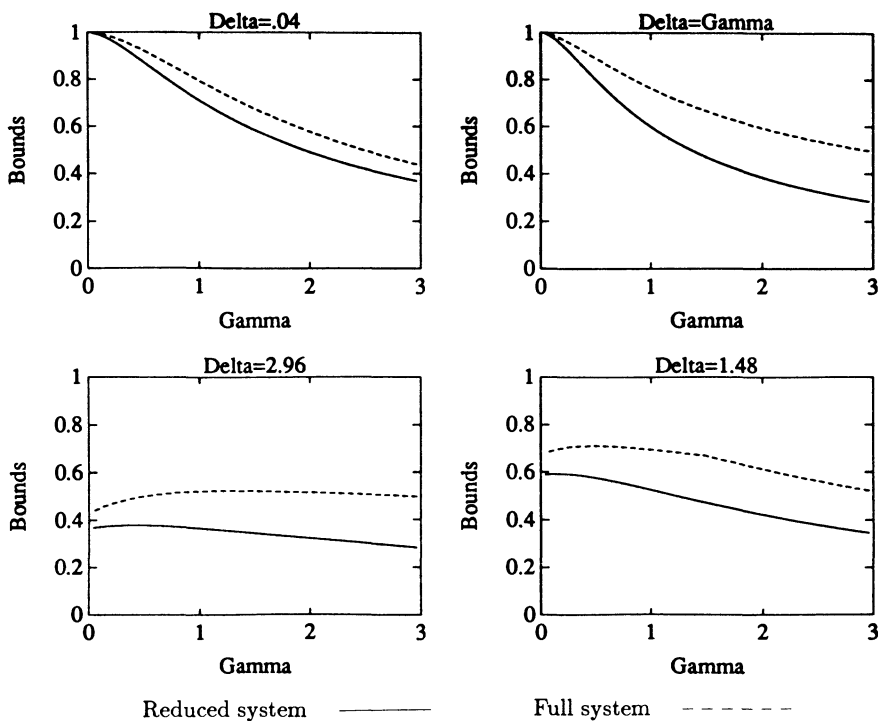 Delta=.04
1
0.8
0.6
0.4
0.2
0
Bounds
0 1 2 3
Gamma
Delta=Gamma
1
0.8
0.6
0.4
0.2
0
Bounds
0 1 2 3
Gamma
Delta=2.96
1
0.8
0.6
0.4
0.2
0
Bounds
0 1 2 3
Gamma
Delta=1.48
1
0.8
0.6
0.4
0.2
0
Bounds
0 1 2 3
Gamma
Reduced system
Full system